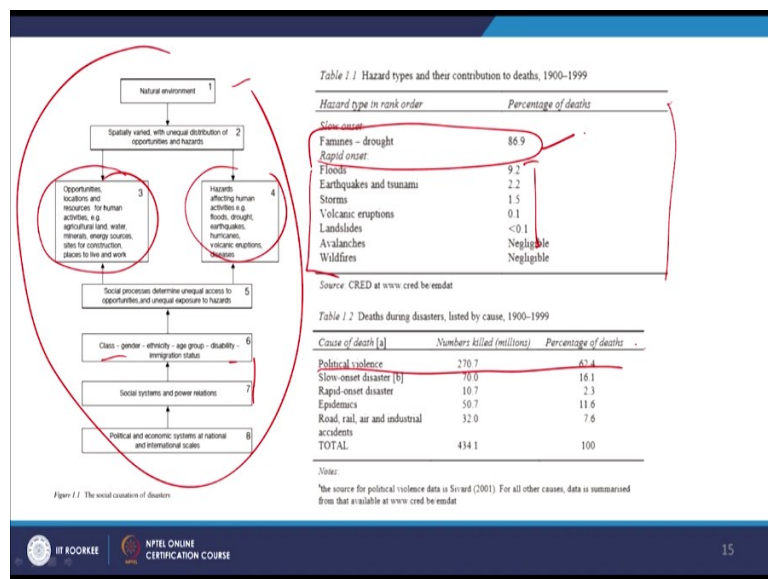 Natural environment 1
Spatially varied, with unequal distribution of 2
opportunities and hazards
Opportunities, 3
locations and
resources for human
activities, e.g.
agricultural land, water,
minerals, energy sources,
sites for construction,
places to live and work
Hazards 4
affecting human
activities e.g.
floods, drought,
earthquakes,
hurricanes,
volcanic eruptions,
diseases
Social processes determine unequal access to 5
opportunities, and unequal exposure to hazards
Class - gender - ethnicity - age group - disability - 6
immigration status
Social systems and power relations 7
Political and economic systems at national 8
and international scales
Figure 1.1 The social causation of disasters
Table 1.1 Hazard types and their contribution to deaths, 1900–1999
Hazard type in rank order Percentage of deaths
Slow onset:
Famines – drought 86.9
Rapid onset:
Floods 9.2
Earthquakes and tsunami 2.2
Storms 1.5
Volcanic eruptions 0.1
Landslides <0.1
Avalanches Negligible
Wildfires Negligible
Source: CRED at www.cred.be/emdat
Table 1.2 Deaths during disasters, listed by cause, 1900–1999
Cause of death [a] Numbers killed (millions) Percentage of deaths
Political violence 270.7 62.4
Slow-onset disaster [b] 70.0 16.1
Rapid-onset disaster 10.7 2.3
Epidemics 50.7 11.6
Road, rail, air and industrial 32.0 7.6
accidents
TOTAL 434.1 100
Notes:
ᵃthe source for political violence data is Sivard (2001). For all other causes, data is summarised
from that available at www.cred.be/emdat
IIT ROORKEE
NPTEL ONLINE
CERTIFICATION COURSE
15